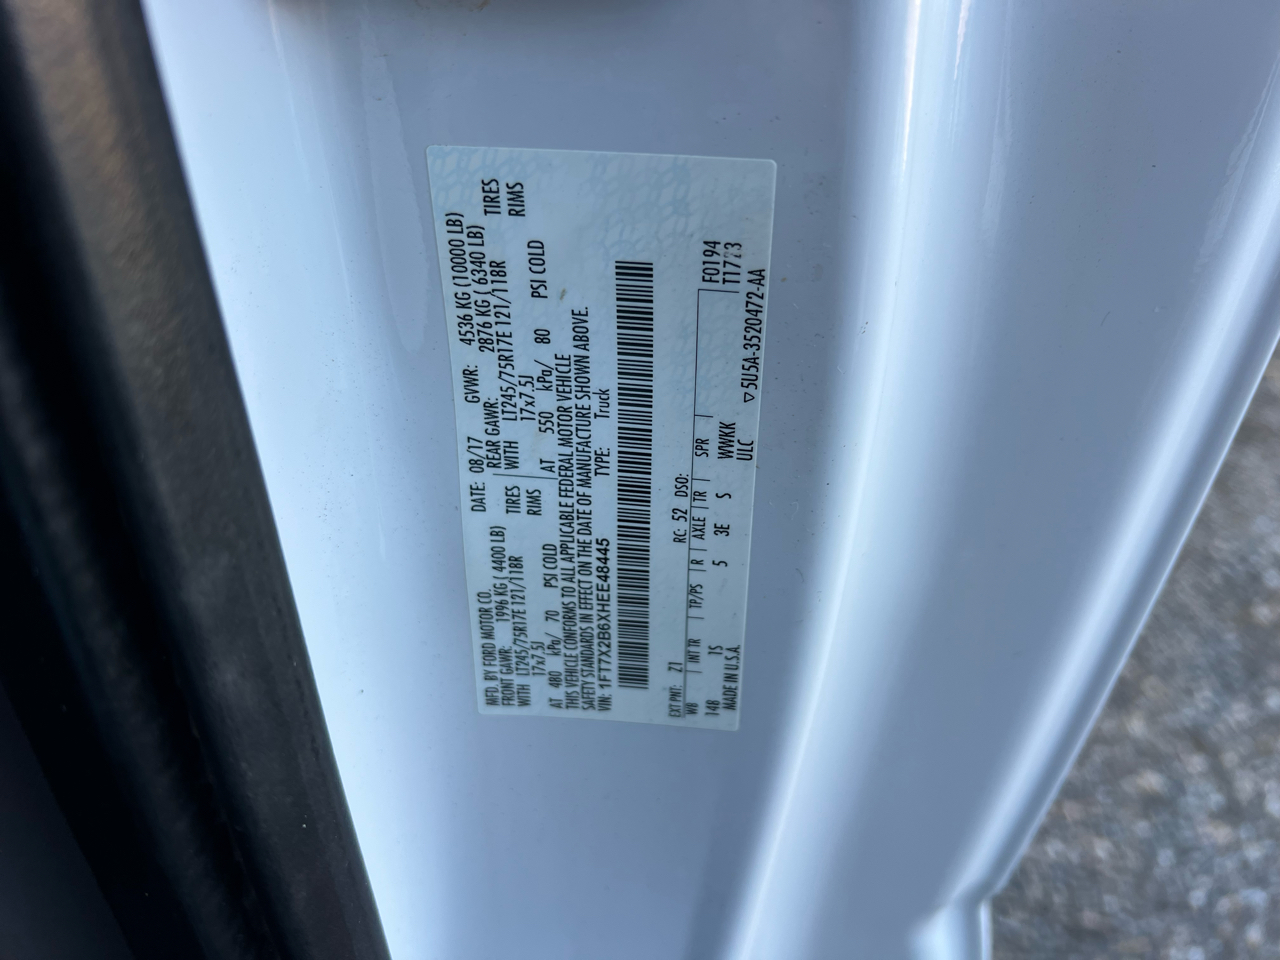 MFD. BY FORD MOTOR CO. DATE: 08/17 GVWR: 4536 KG (10000 LB)
FRONT GAWR: 1996 KG ( 4400 LB) REAR GAWR: 2876 KG ( 6340 LB)
WITH LT245/75R17E 121/118R TIRES WITH LT245/75R17E 121/118R TIRES
17x7.5J RIMS 17x7.5J RIMS
AT 480 kPa/ 70 PSI COLD AT 550 kPa/ 80 PSI COLD
THIS VEHICLE CONFORMS TO ALL APPLICABLE FEDERAL MOTOR VEHICLE
SAFETY STANDARDS IN EFFECT ON THE DATE OF MANUFACTURE SHOWN ABOVE.
VIN: 1FT7X2B6XHEE48445 TYPE: Truck
EXT PNT: Z1 RC: 52 DSO:
WB INT TR TP/PS R AXLE TR SPR F0194
148 1S 5 3E S WWKK T1723
MADE IN U.S.A. ULC
▽5U5A-3520472-AA